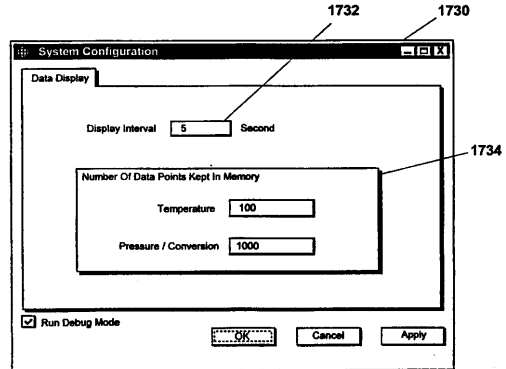 1732
1730
System Configuration
Data Display
Display Interval 5 Second
1734
Number Of Data Points Kept In Memory
Temperature 100
Pressure / Conversion 1000
Run Debug Mode
OK Cancel Apply